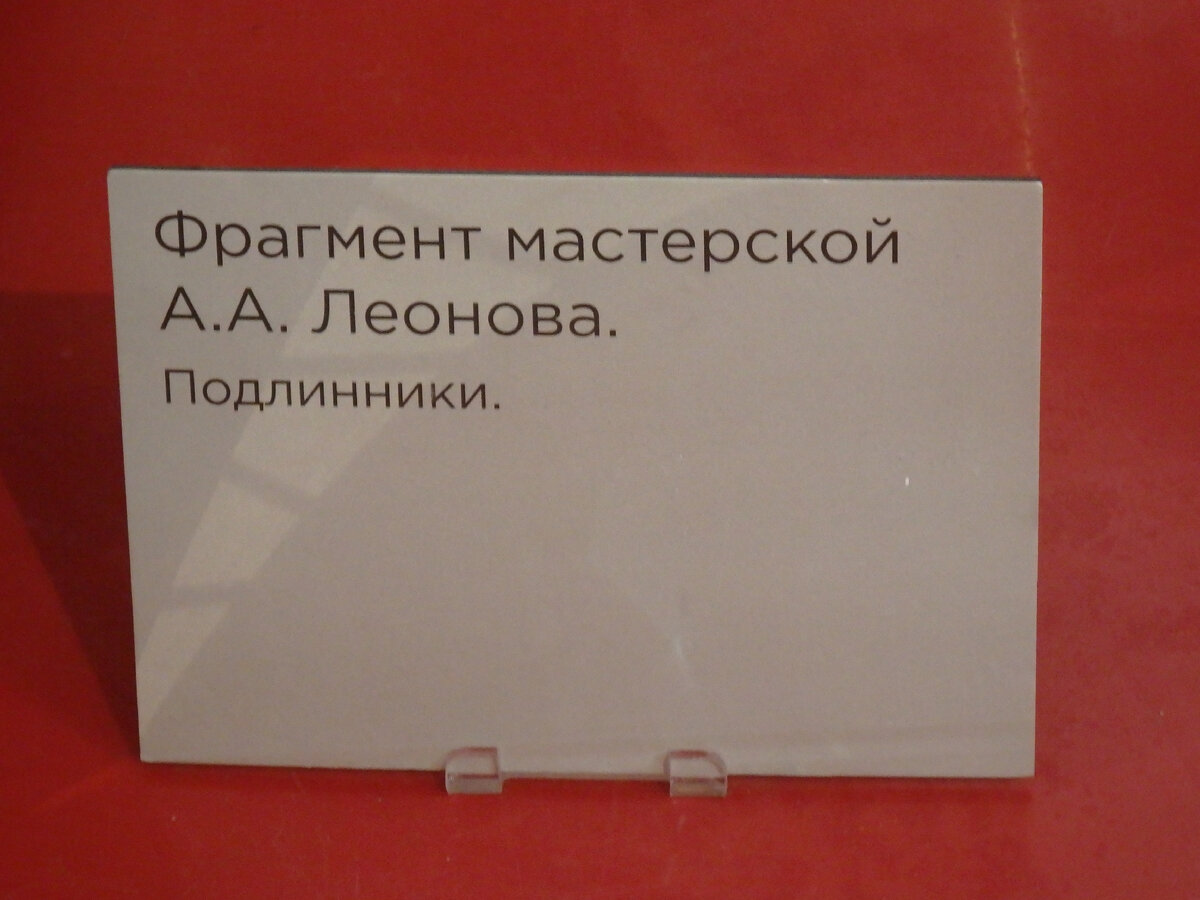 Фрагмент мастерской
А.А. Леонова.
Подлинники.